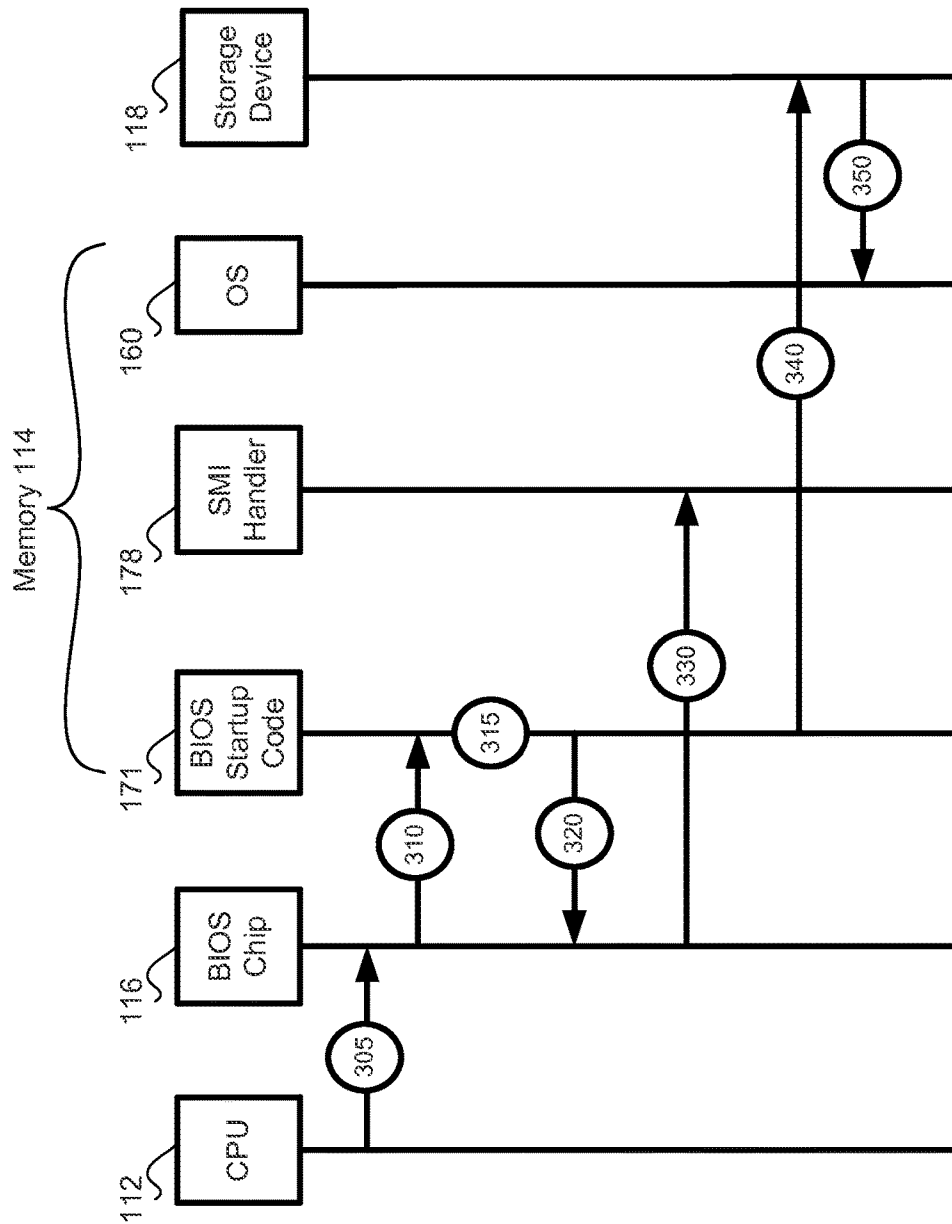 Memory 114
112
116
171
178
160
118
CPU
BIOS
Chip
BIOS
Startup
Code
SMI
Handler
OS
Storage
Device
305
310
315
320
330
340
350